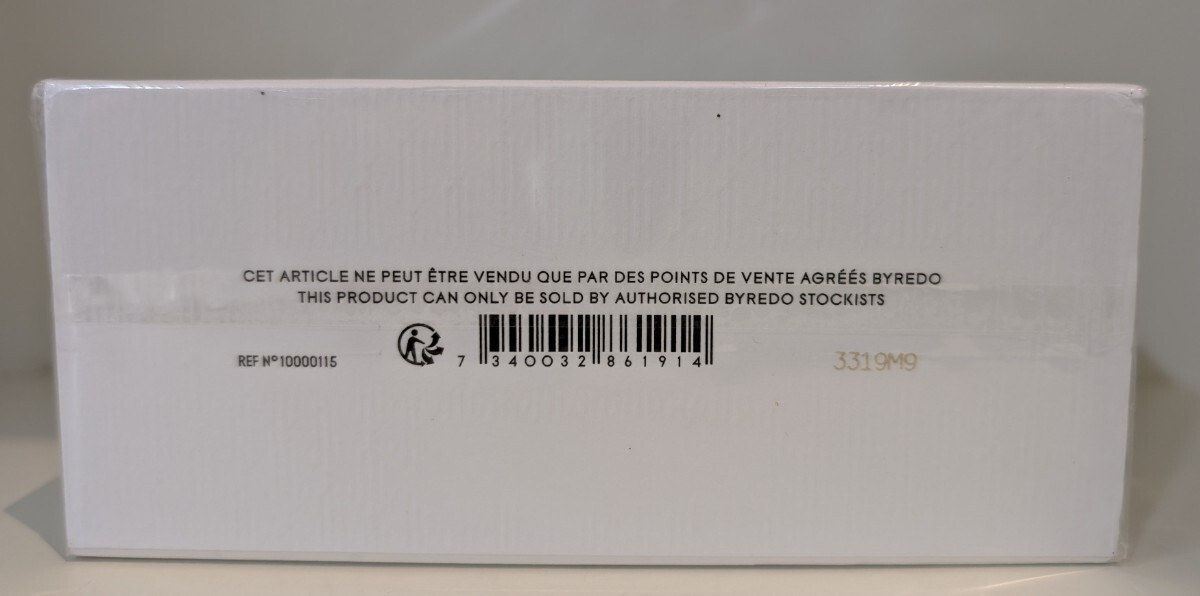 CET ARTICLE NE PEUT ÊTRE VENDU QUE PAR DES POINTS DE VENTE AGRÉÉS BYREDO
THIS PRODUCT CAN ONLY BE SOLD BY AUTHORISED BYREDO STOCKISTS
REF N°10000115
7 340032 861914
3319M9